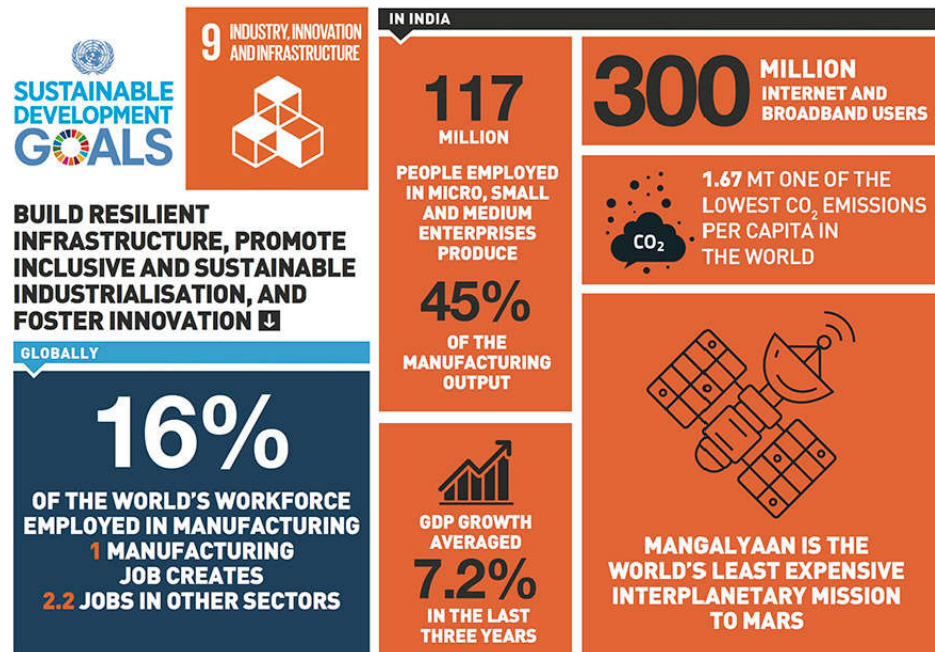 SUSTAINABLE
DEVELOPMENT
GOALS
9 INDUSTRY, INNOVATION
AND INFRASTRUCTURE
BUILD RESILIENT
INFRASTRUCTURE, PROMOTE
INCLUSIVE AND SUSTAINABLE
INDUSTRIALISATION, AND
FOSTER INNOVATION
GLOBALLY
16%
OF THE WORLD'S WORKFORCE
EMPLOYED IN MANUFACTURING
1 MANUFACTURING
JOB CREATES
2.2 JOBS IN OTHER SECTORS
IN INDIA
117
MILLION
PEOPLE EMPLOYED
IN MICRO, SMALL
AND MEDIUM
ENTERPRISES
PRODUCE
45%
OF THE
MANUFACTURING
OUTPUT
GDP GROWTH
AVERAGED
7.2%
IN THE LAST
THREE YEARS
300 MILLION
INTERNET AND
BROADBAND USERS
CO₂
1.67 MT ONE OF THE
LOWEST CO₂ EMISSIONS
PER CAPITA IN
THE WORLD
MANGALYAAN IS THE
WORLD'S LEAST EXPENSIVE
INTERPLANETARY MISSION
TO MARS